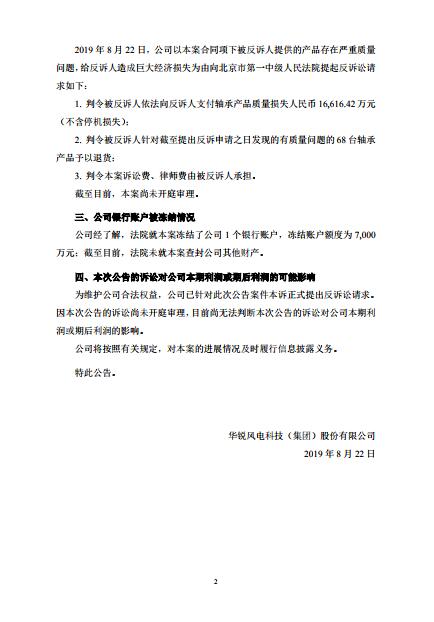 2019 年 8 月 22 日，公司以本案合同项下被反诉人提供的产品存在严重质量
问题，给反诉人造成巨大经济损失为由向北京市第一中级人民法院提起反诉讼请
求如下：
1. 判令被反诉人依法向反诉人支付轴承产品质量损失人民币 16,616.42 万元
（不含停机损失）；
2. 判令被反诉人针对截至提出反诉申请之日发现的有质量问题的 68 台轴承
产品予以退货；
3. 判令本案诉讼费、律师费由被反诉人承担。
截至目前，本案尚未开庭审理。
三、公司银行账户被冻结情况
公司经了解，法院就本案冻结了公司 1 个银行账户，冻结账户额度为 7,000
万元；截至目前，法院未就本案查封公司其他财产。
四、本次公告的诉讼对公司本期利润或期后利润的可能影响
为维护公司合法权益，公司已针对此次公告案件本诉正式提出反诉讼请求。
因本次公告的诉讼尚未开庭审理，目前尚无法判断本次公告的诉讼对公司本期利
润或期后利润的影响。
公司将按照有关规定，对本案的进展情况及时履行信息披露义务。
特此公告。
华锐风电科技（集团）股份有限公司
2019 年 8 月 22 日
2